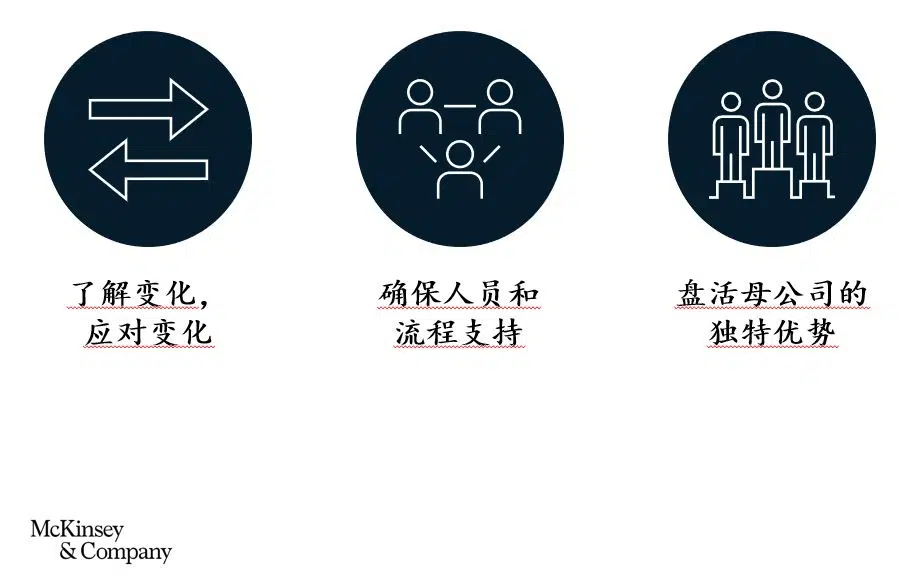 了解变化,
应对变化
确保人员和
流程支持
盘活母公司的
独特优势
McKinsey
& Company